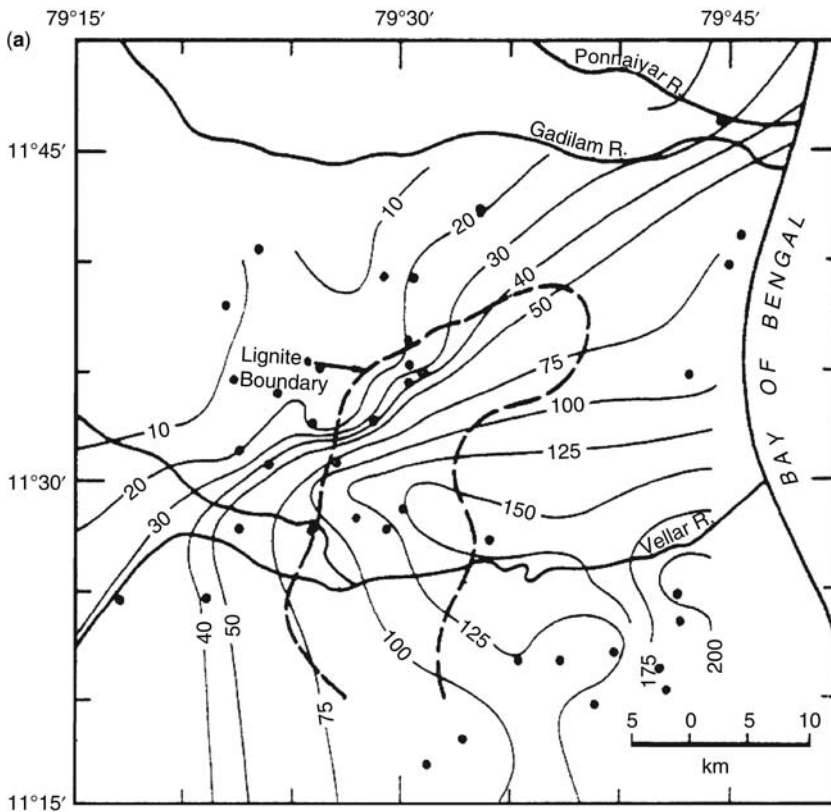 79°15′ 79°30′ 79°45′
(a)
Ponnaiyar R.
Gadilam R.
11°45′
10
20
30
40
50
BAY OF BENGAL
75
Lignite
Boundary
100
10
125
11°30′
20
150
30
Vellar R.
40
50
125
100
175
200
75
5 0 10
km
11°15′